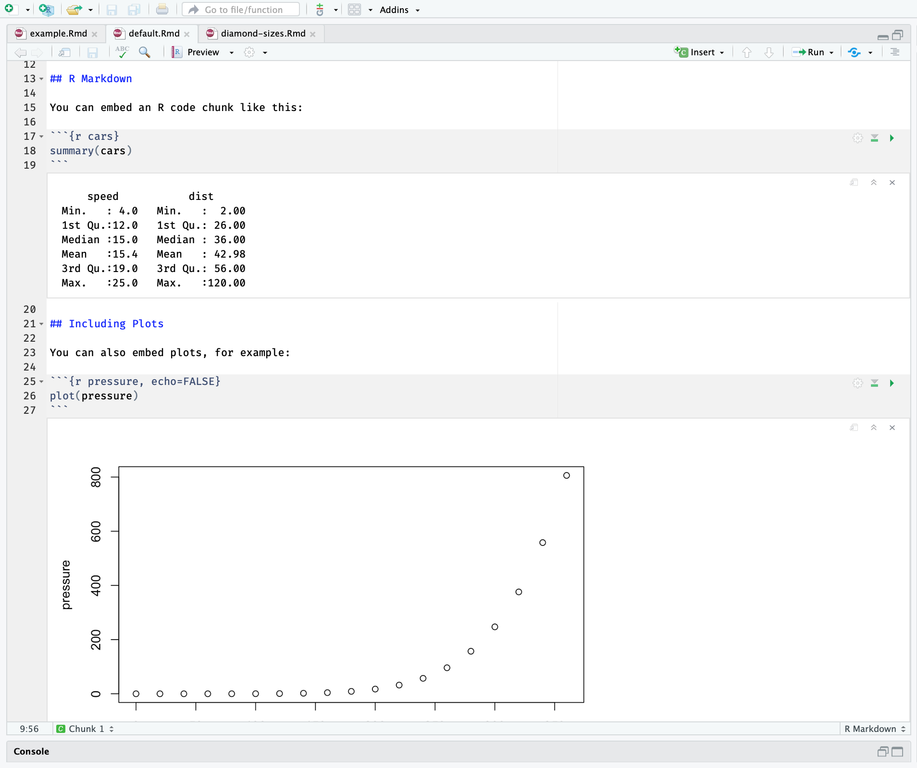 Go to file/function Addins
example.Rmd default.Rmd diamond-sizes.Rmd
ABC Preview Insert Run
12
13 ## R Markdown
14
15 You can embed an R code chunk like this:
16
17 ```{r cars}
18 summary(cars)
19 ```
speed dist
Min. : 4.0 Min. : 2.00
1st Qu.:12.0 1st Qu.: 26.00
Median :15.0 Median : 36.00
Mean :15.4 Mean : 42.98
3rd Qu.:19.0 3rd Qu.: 56.00
Max. :25.0 Max. :120.00
20
21 ## Including Plots
22
23 You can also embed plots, for example:
24
25 ```{r pressure, echo=FALSE}
26 plot(pressure)
27 ```
800
600
400
200
0
pressure
9:56 C Chunk 1 R Markdown
Console